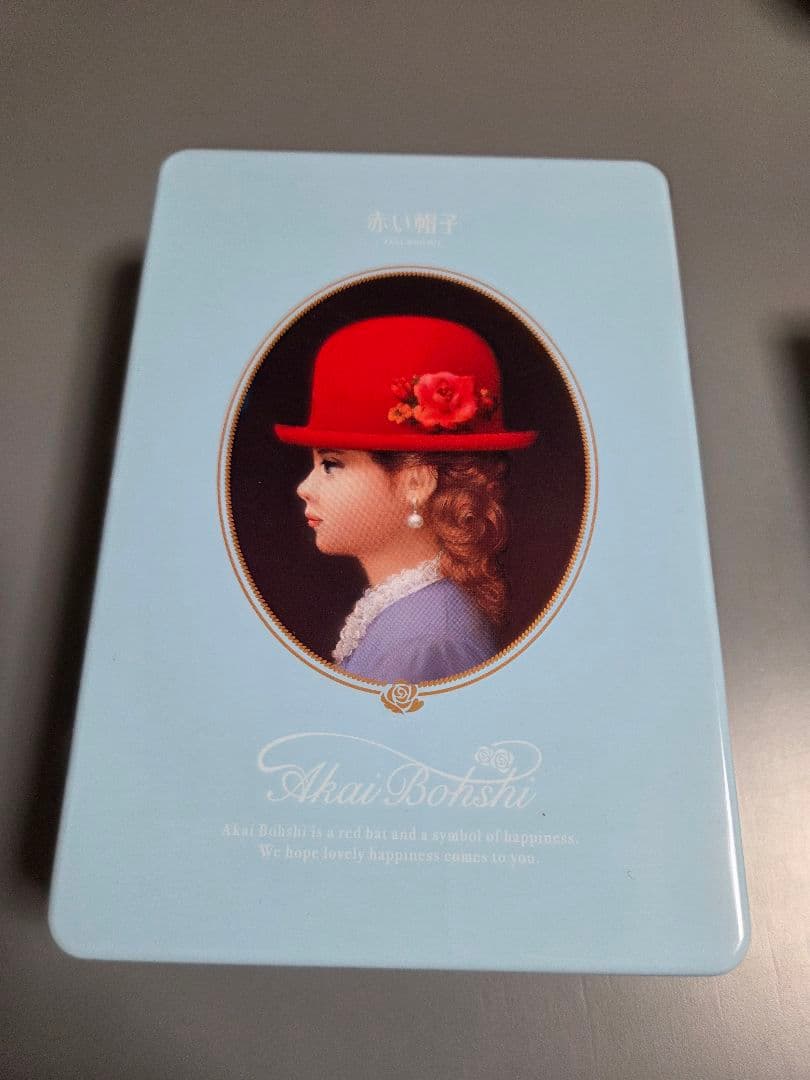 赤い帽子
Akai Bohshi
Akai Bohshi is a red hat and a symbol of happiness.
We hope lovely happiness comes to you.